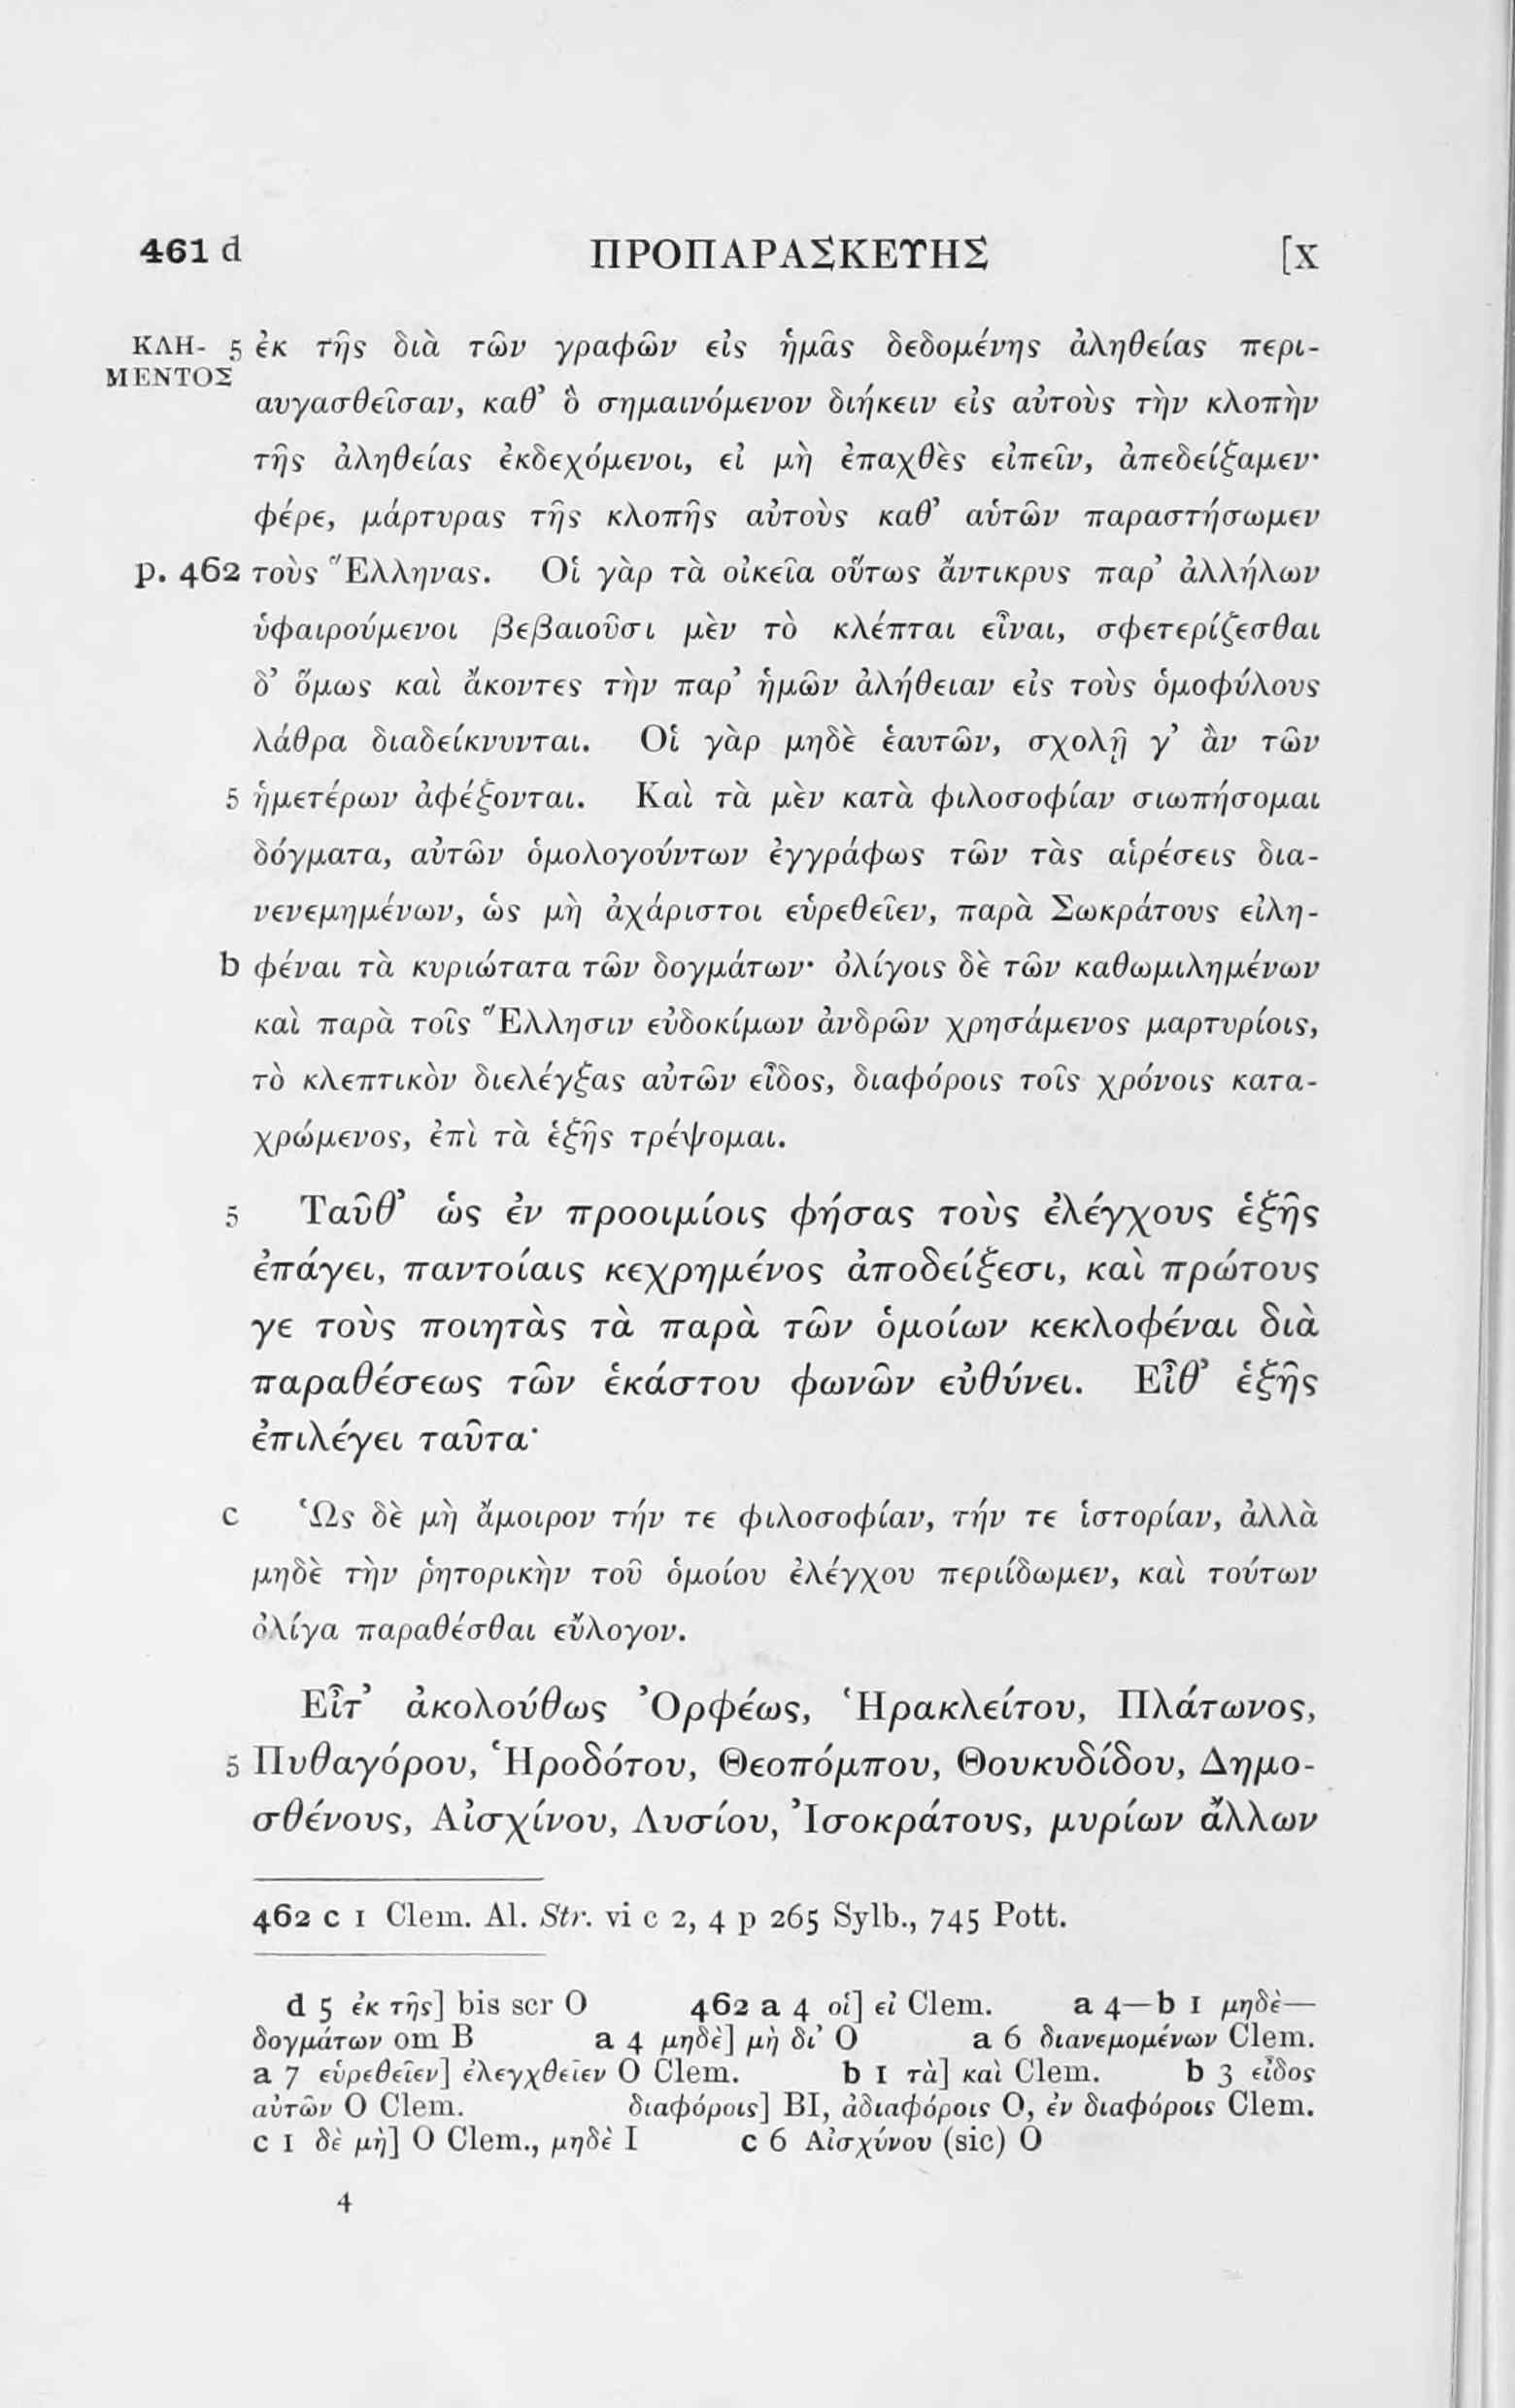 461 d ΠΡΟΠΑΡΑΣΚΕΥΗΣ [X
ΚΛΗ- 5 ἐκ τῆς διὰ τῶν γραφῶν εἰς ἡμᾶς δεδομένης ἀληθείας περι-
ΜΕΝΤΟΣ
αυγασθεῖσαν, καθ’ ὃ σημαινόμενον διήκειν εἰς αὐτοὺς τὴν κλοπὴν
τῆς ἀληθείας ἐκδεχόμενοι, εἰ μὴ ἐπαχθὲς εἰπεῖν, ἀπεδείξαμεν·
φέρε, μάρτυρας τῆς κλοπῆς αὐτοὺς καθ’ αὑτῶν παραστήσωμεν
p. 462 τοὺς Ἕλληνας. Οἱ γὰρ τὰ οἰκεῖα οὕτως ἄντικρυς παρ’ ἀλλήλων
ὑφαιρούμενοι βεβαιοῦσι μὲν τὸ κλέπται εἶναι, σφετερίζεσθαι
δ’ ὅμως καὶ ἄκοντες τὴν παρ’ ἡμῶν ἀλήθειαν εἰς τοὺς ὁμοφύλους
λάθρα διαδείκνυνται. Οἱ γὰρ μηδὲ ἑαυτῶν, σχολῇ γ’ ἂν τῶν
5 ἡμετέρων ἀφέξονται. Καὶ τὰ μὲν κατὰ φιλοσοφίαν σιωπήσομαι
δόγματα, αὐτῶν ὁμολογούντων ἐγγράφως τῶν τὰς αἱρέσεις δια-
νενεμημένων, ὡς μὴ ἀχάριστοι εὑρεθεῖεν, παρὰ Σωκράτους εἰλη-
b φέναι τὰ κυριώτατα τῶν δογμάτων· ὀλίγοις δὲ τῶν καθωμιλημένων
καὶ παρὰ τοῖς Ἕλλησιν εὐδοκίμων ἀνδρῶν χρησάμενος μαρτυρίοις,
τὸ κλεπτικὸν διελέγξας αὐτῶν εἶδος, διαφόροις τοῖς χρόνοις κατα-
χρώμενος, ἐπὶ τὰ ἑξῆς τρέψομαι.
5 Ταῦθ’ ὡς ἐν προοιμίοις φήσας τοὺς ἐλέγχους ἑξῆς
ἐπάγει, παντοίαις κεχρημένος ἀποδείξεσι, καὶ πρώτους
γε τοὺς ποιητὰς τὰ παρὰ τῶν ὁμοίων κεκλοφέναι διὰ
παραθέσεως τῶν ἑκάστου φωνῶν εὐθύνει. Εἶθ’ ἑξῆς
ἐπιλέγει ταῦτα·
c Ὡς δὲ μὴ ἄμοιρον τήν τε φιλοσοφίαν, τήν τε ἱστορίαν, ἀλλὰ
μηδὲ τὴν ῥητορικὴν τοῦ ὁμοίου ἐλέγχου περιίδωμεν, καὶ τούτων
ὀλίγα παραθέσθαι εὔλογον.
Εἶτ’ ἀκολούθως Ὀρφέως, Ἡρακλείτου, Πλάτωνος,
5 Πυθαγόρου, Ἡροδότου, Θεοπόμπου, Θουκυδίδου, Δημο-
σθένους, Αἰσχίνου, Λυσίου, Ἰσοκράτους, μυρίων ἄλλων
462 c 1 Clem. Al. Str. vi c 2, 4 p 265 Sylb., 745 Pott.
d 5 ἐκ τῆς] bis scr O 462 a 4 οἱ] εἰ Clem. a 4—b 1 μηδὲ—
δογμάτων om B a 4 μηδὲ] μὴ δι’ O a 6 διανεμομένων Clem.
a 7 εὑρεθεῖεν] ἐλεγχθεῖεν O Clem. b 1 τὰ] καὶ Clem. b 3 εἶδος
αὐτῶν O Clem. διαφόροις] BI, ἀδιαφόροις O, ἐν διαφόροις Clem.
c 1 δὲ μὴ] O Clem., μηδὲ I c 6 Αἰσχύνου (sic) O
4